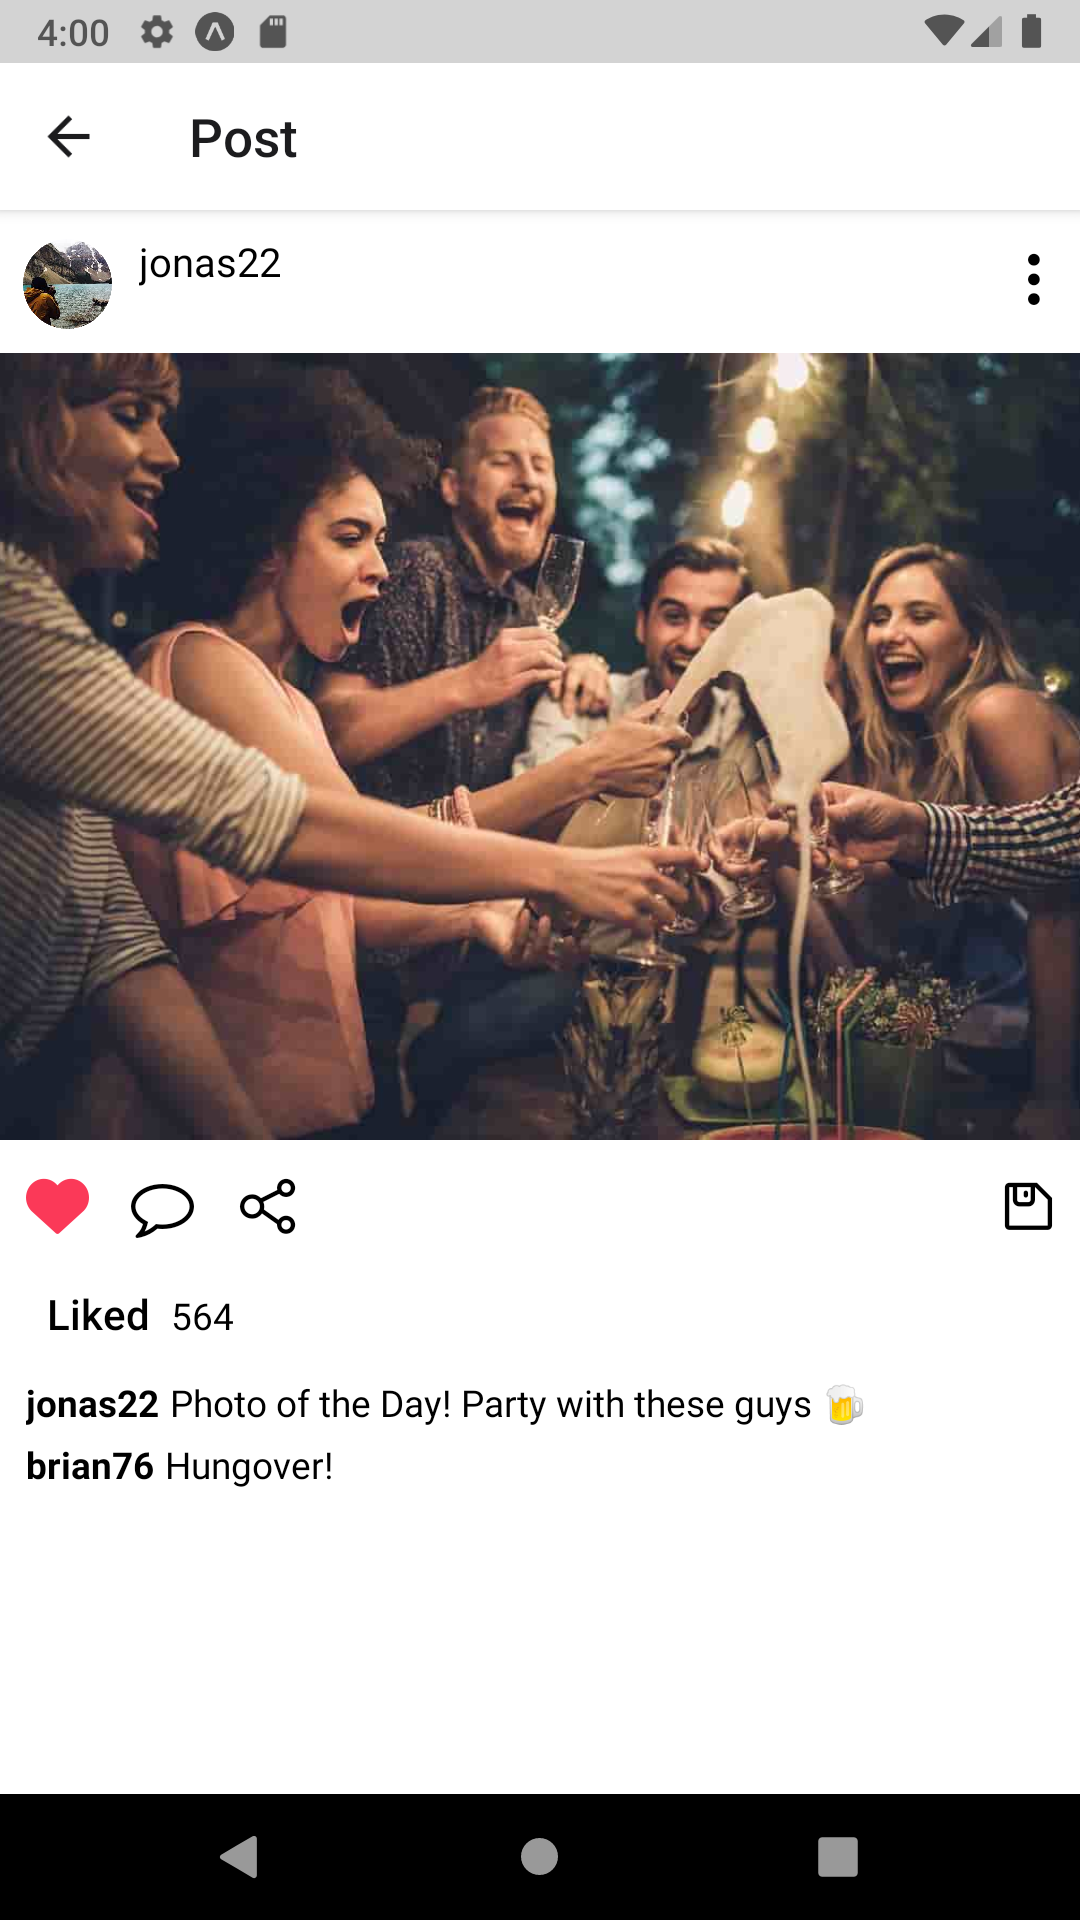 4:00
Post
jonas22
Liked 564
jonas22 Photo of the Day! Party with these guys 🍺
brian76 Hungover!